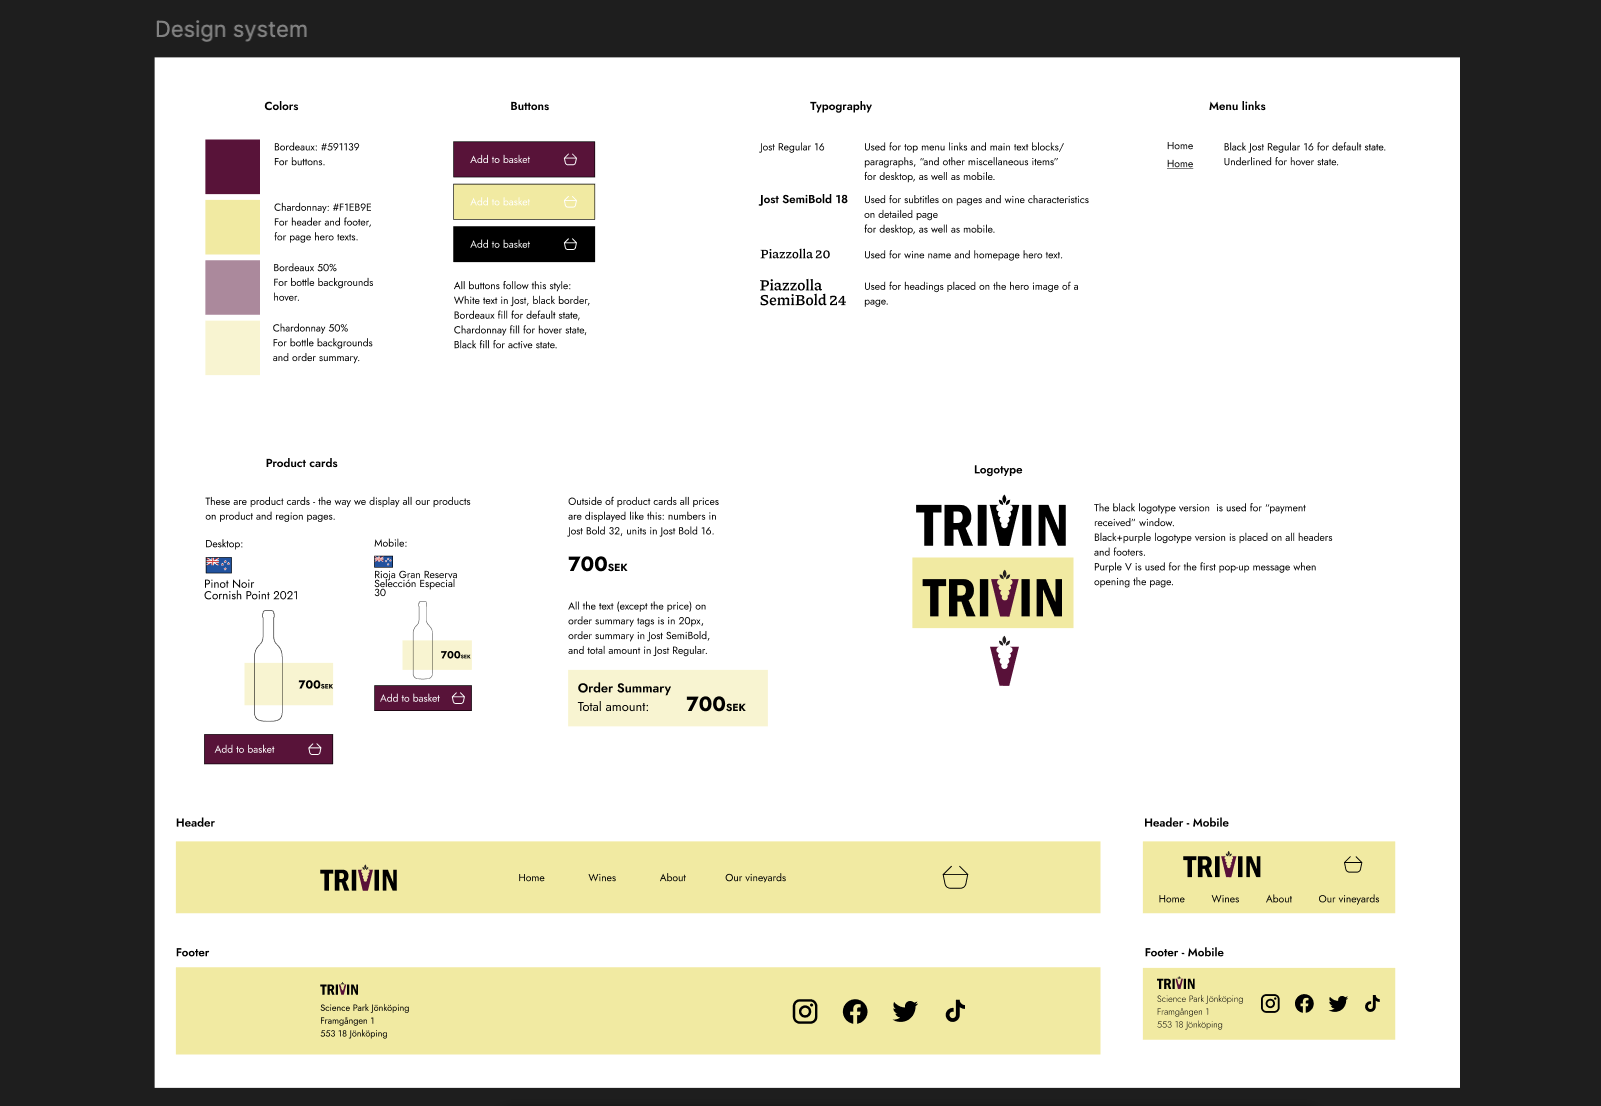 Design system
Colors
Bordeaux: #591139
For buttons.
Chardonnay: #F1EB9E
For header and footer,
for page hero texts.
Bordeaux 50%
For bottle backgrounds
hover.
Chardonnay 50%
For bottle backgrounds
and order summary.
Buttons
Add to basket
Add to basket
Add to basket
All buttons follow this style:
White text in Jost, black border,
Bordeaux fill for default state,
Chardonnay fill for hover state,
Black fill for active state.
Typography
Jost Regular 16
Used for top menu links and main text blocks/
paragraphs, "and other miscellaneous items"
for desktop, as well as mobile.
Jost SemiBold 18
Used for subtitles on pages and wine characteristics
on detailed page
for desktop, as well as mobile.
Piazzolla 20
Used for wine name and homepage hero text.
Piazzolla
SemiBold 24
Used for headings placed on the hero image of a
page.
Menu links
Home
Home
Black Jost Regular 16 for default state.
Underlined for hover state.
Product cards
These are product cards - the way we display all our products
on product and region pages.
Desktop:
Pinot Noir
Cornish Point 2021
700SEK
Add to basket
Mobile:
Rioja Gran Reserva
Selección Especial
30
700SEK
Add to basket
Outside of product cards all prices
are displayed like this: numbers in
Jost Bold 32, units in Jost Bold 16.
700SEK
All the text (except the price) on
order summary tags is in 20px,
order summary in Jost SemiBold,
and total amount in Jost Regular.
Order Summary
Total amount:
700SEK
Logotype
TRIVIN
TRIVIN
V
The black logotype version  is used for "payment
received" window.
Black+purple logotype version is placed on all headers
and footers.
Purple V is used for the first pop-up message when
opening the page.
Header
TRIVIN
Home
Wines
About
Our vineyards
Header - Mobile
TRIVIN
Home
Wines
About
Our vineyards
Footer
TRIVIN
Science Park Jönköping
Framgången 1
553 18 Jönköping
Footer - Mobile
TRIVIN
Science Park Jönköping
Framgången 1
553 18 Jönköping